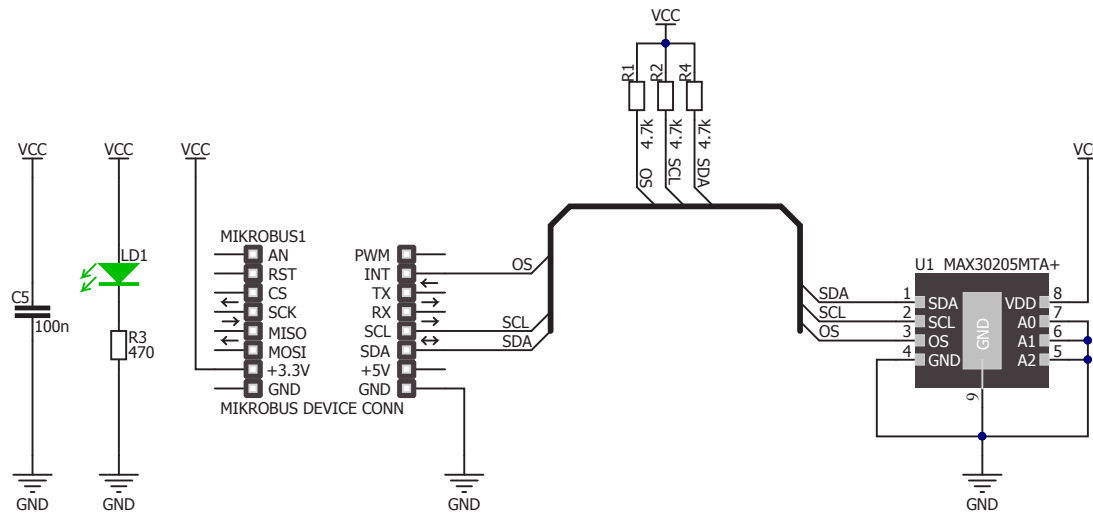 VCC
R1
R2
R4
4.7k
4.7k
4.7k
OS
SCL
SDA
VCC
VCC
VCC
VC
C5
100n
LD1
R3
470
GND
GND
MIKROBUS1
AN
RST
CS
SCK
MISO
MOSI
+3.3V
GND
PWM
INT
TX
RX
SCL
SDA
+5V
GND
MIKROBUS DEVICE CONN
OS
SCL
SDA
GND
U1 MAX30205MTA+
SDA 1 SDA
SCL 2 SCL
OS 3 OS
4 GND
GND
VDD 8
A0 7
A1 6
A2 5
9
GND